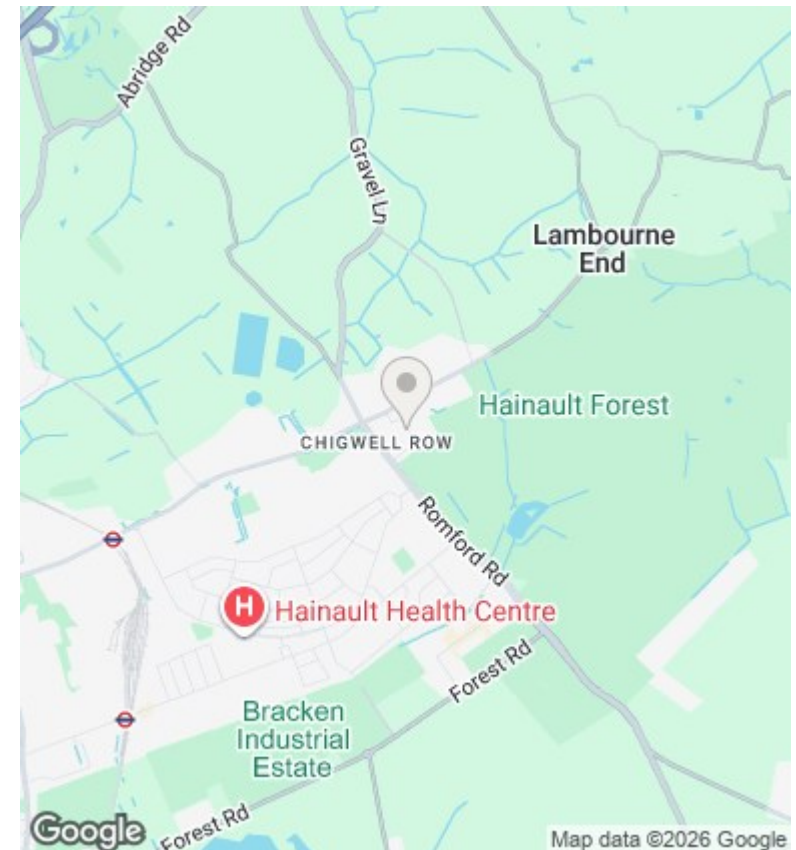 Abridge Rd
Gravel Ln
Lambourne
End
Hainault Forest
CHIGWELL ROW
Romford Rd
H
Hainault Health Centre
Forest Rd
Bracken
Industrial
Estate
Forest Rd
Google
Map data ©2026 Google